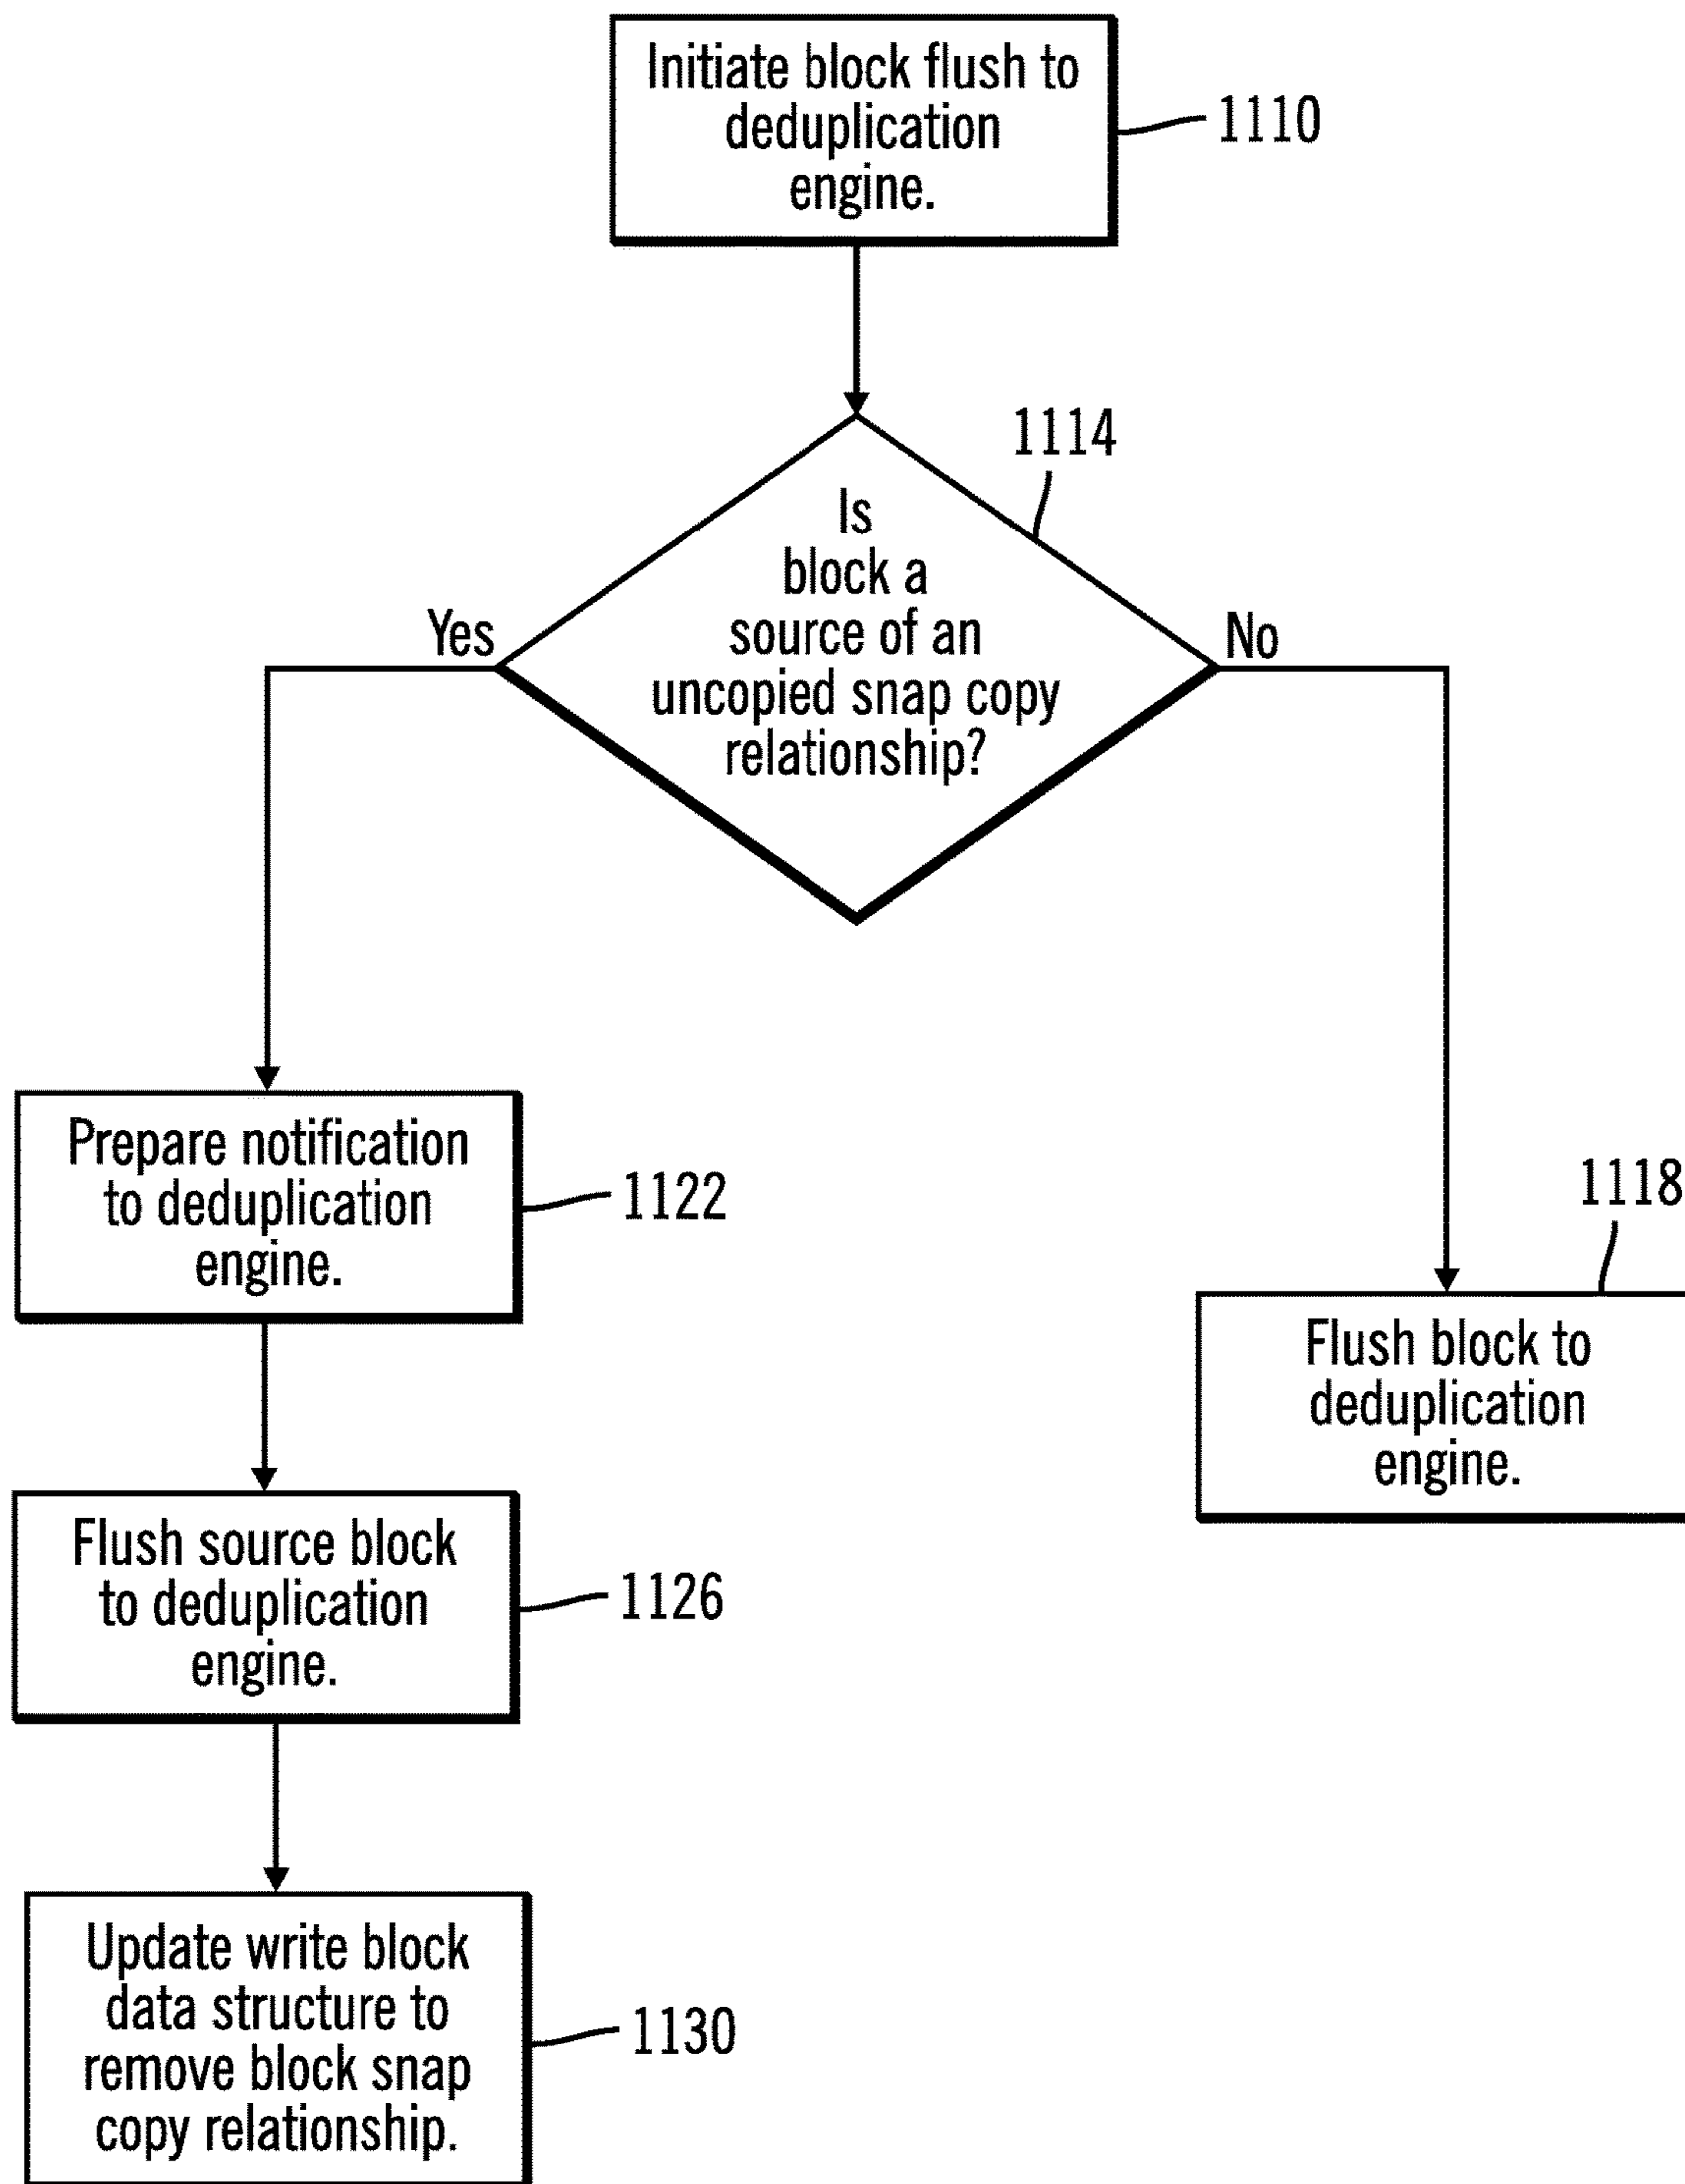 Initiate block flush to
deduplication
engine.
1110
1114
Is
block a
source of an
uncopied snap copy
relationship?
Yes
No
Prepare notification
to deduplication
engine.
1122
1118
Flush block to
deduplication
engine.
Flush source block
to deduplication
engine.
1126
Update write block
data structure to
remove block snap
copy relationship.
1130